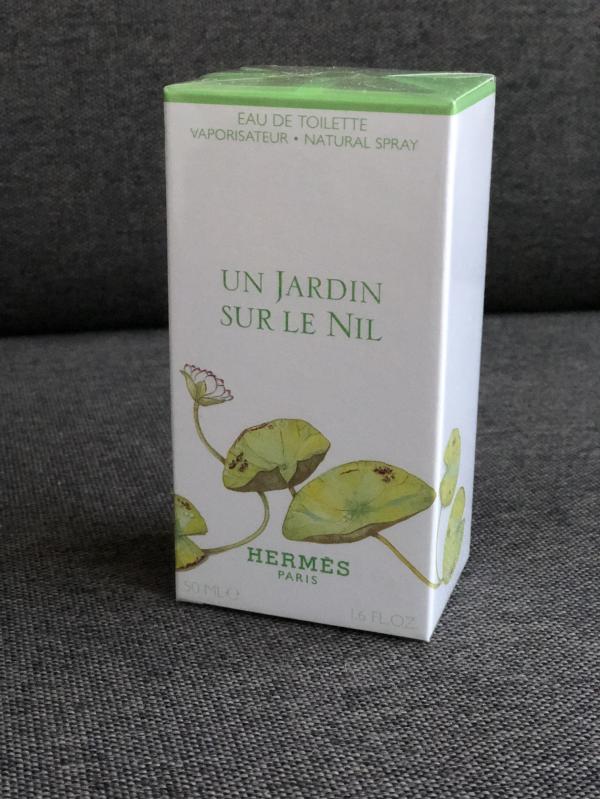 EAU DE TOILETTE
VAPORISATEUR • NATURAL SPRAY
UN JARDIN
SUR LE NIL
HERMÈS
PARIS
50 ML ℮
1.6 FL.OZ.